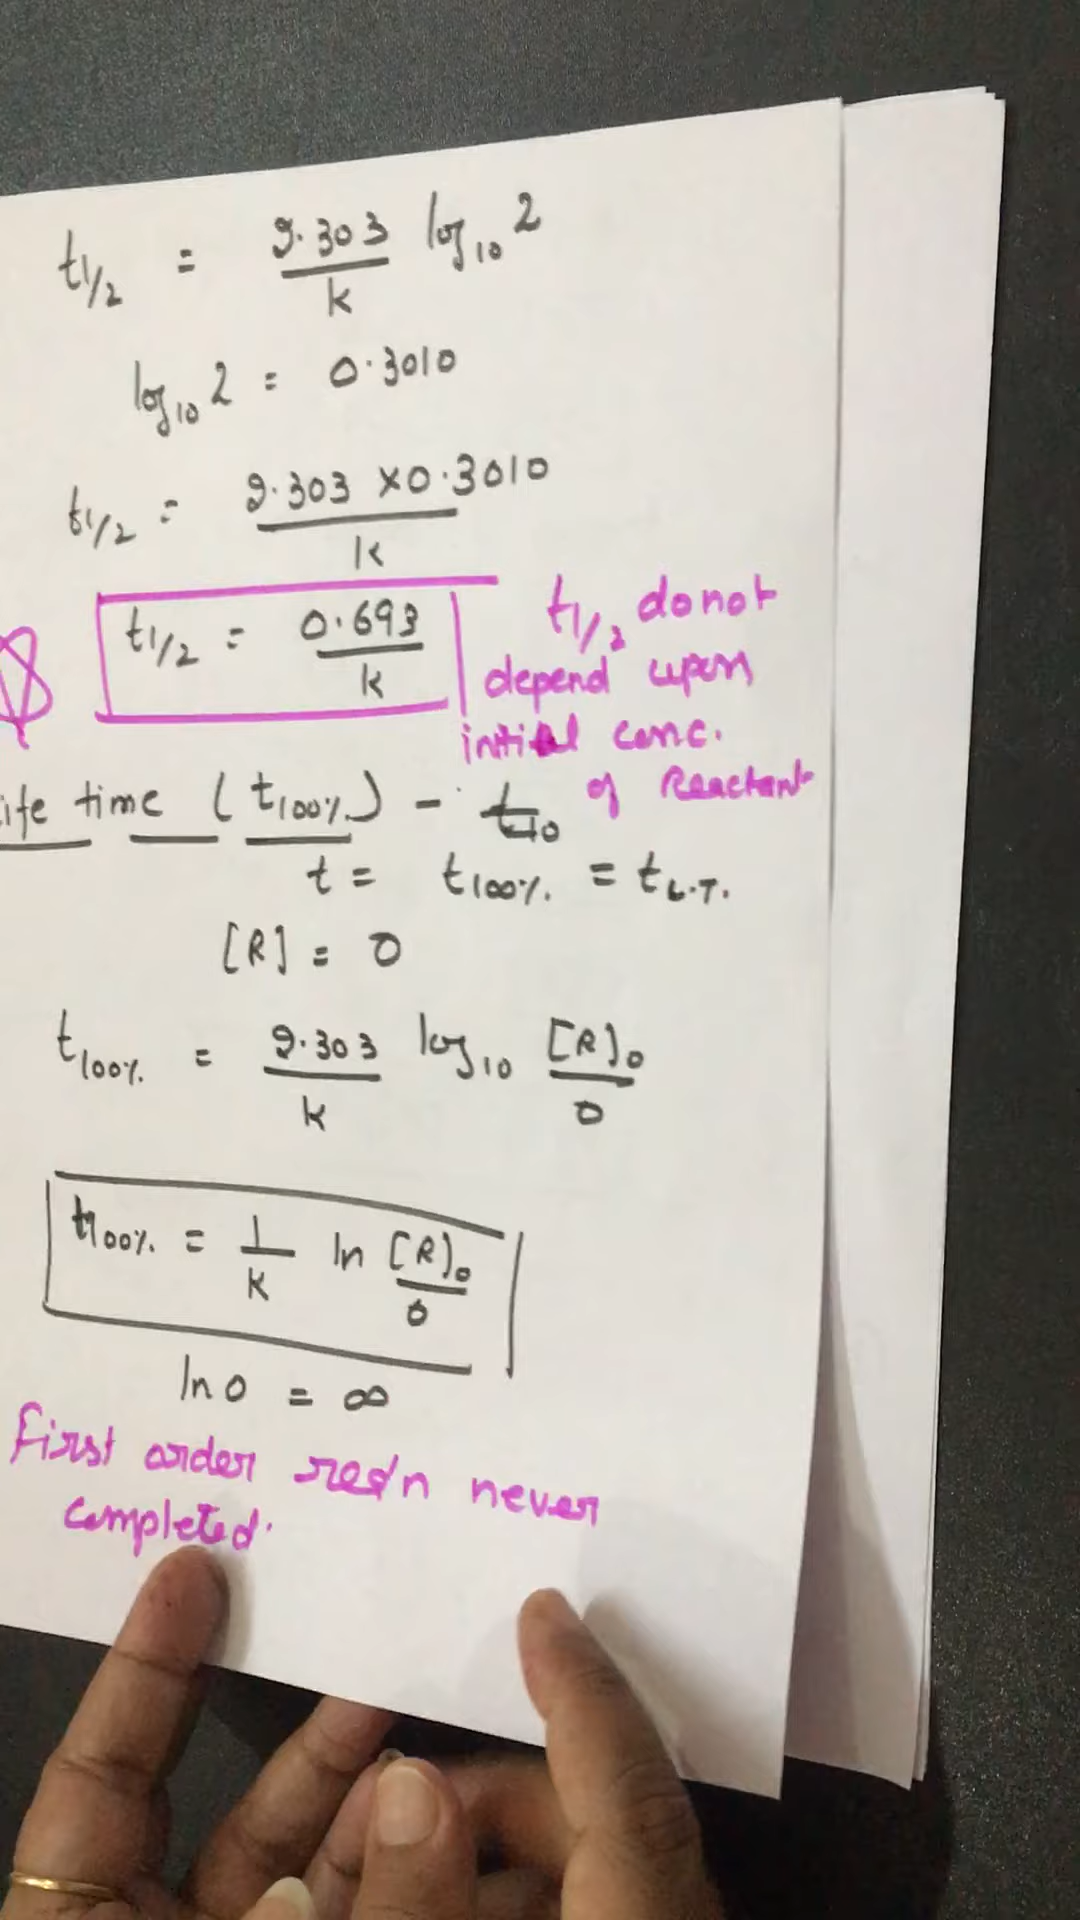 t1/2 = 2.303/k log10 2
log10 2 = 0.3010
t1/2 = 2.303 x0.3010/k
t1/2 = 0.693/k
t1/2 do not
depend upon
initial conc.
of Reactant
ife time (t100%) -
t = t100% = tL.T.
[R] = 0
t100% = 2.303/k log10 [R]0/0
t100% = 1/k ln [R]0/0
ln 0 = ∞
First order
never
completed.